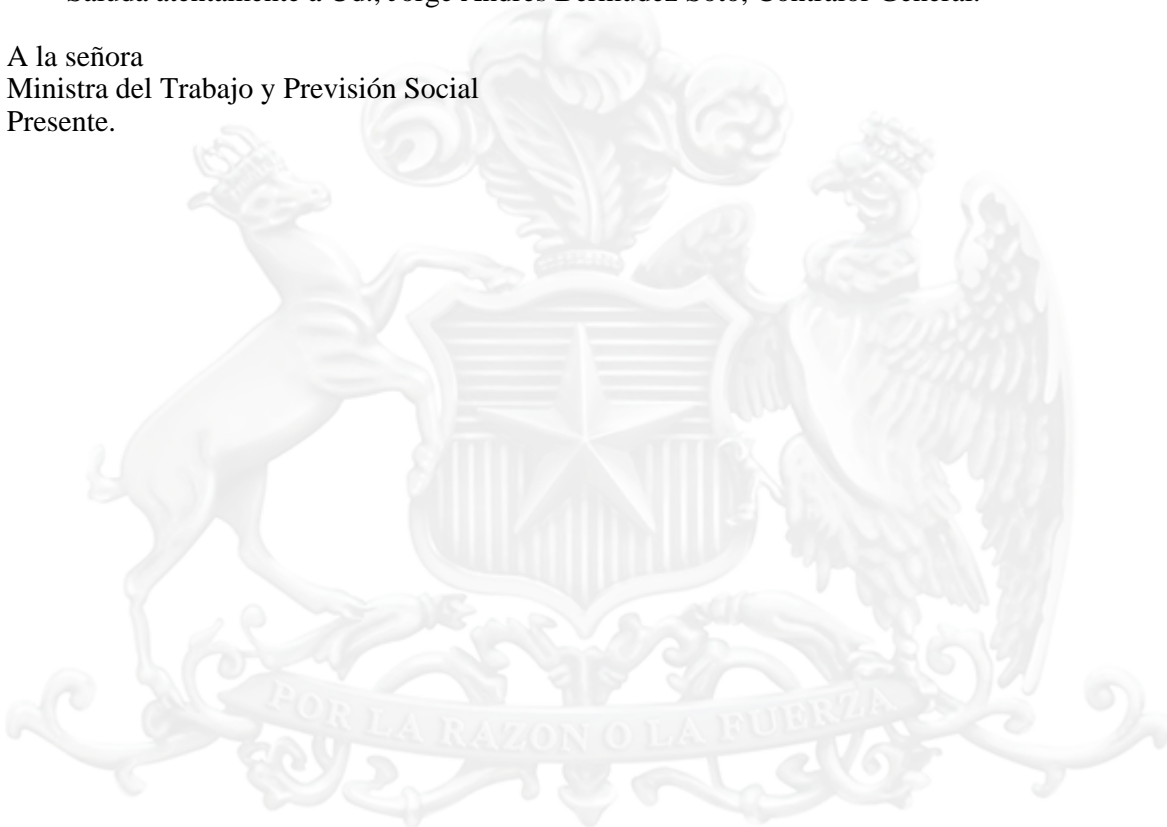 Saluda atentamente a Ud., Jorge Andrés Bermúdez Soto, Contralor General.
A la señora
Ministra del Trabajo y Previsión Social
Presente.
POR LA RAZON O LA FUERZA